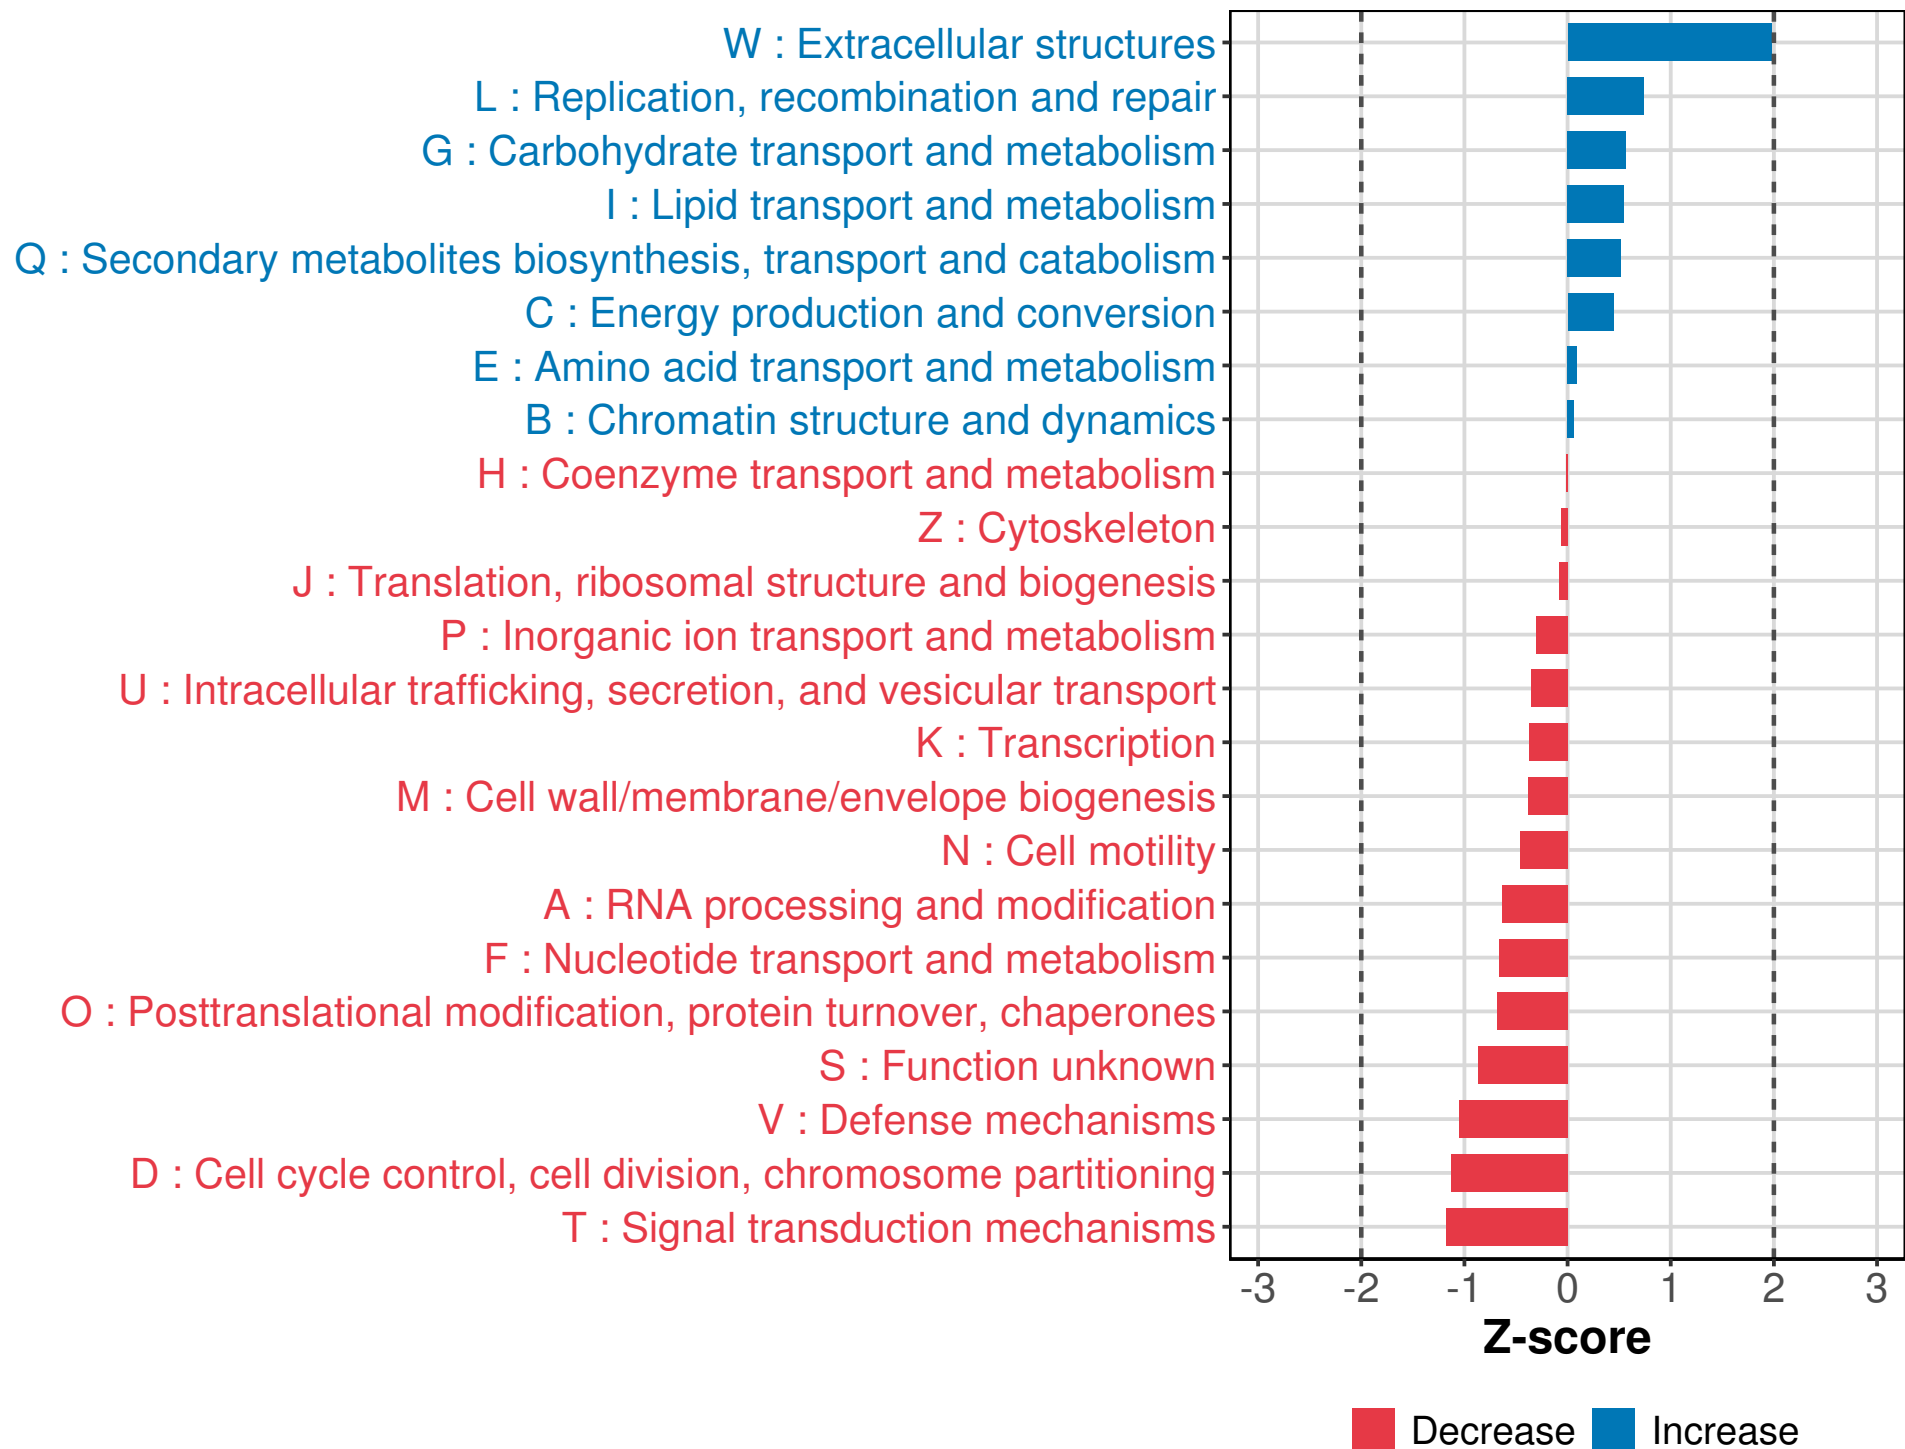 W : Extracellular structures
L : Replication, recombination and repair
G : Carbohydrate transport and metabolism
I : Lipid transport and metabolism
Q : Secondary metabolites biosynthesis, transport and catabolism
C : Energy production and conversion
E : Amino acid transport and metabolism
B : Chromatin structure and dynamics
H : Coenzyme transport and metabolism
Z : Cytoskeleton
J : Translation, ribosomal structure and biogenesis
P : Inorganic ion transport and metabolism
U : Intracellular trafficking, secretion, and vesicular transport
K : Transcription
M : Cell wall/membrane/envelope biogenesis
N : Cell motility
A : RNA processing and modification
F : Nucleotide transport and metabolism
O : Posttranslational modification, protein turnover, chaperones
S : Function unknown
V : Defense mechanisms
D : Cell cycle control, cell division, chromosome partitioning
T : Signal transduction mechanisms
-3 -2 -1 0 1 2 3
Z-score
Decrease Increase